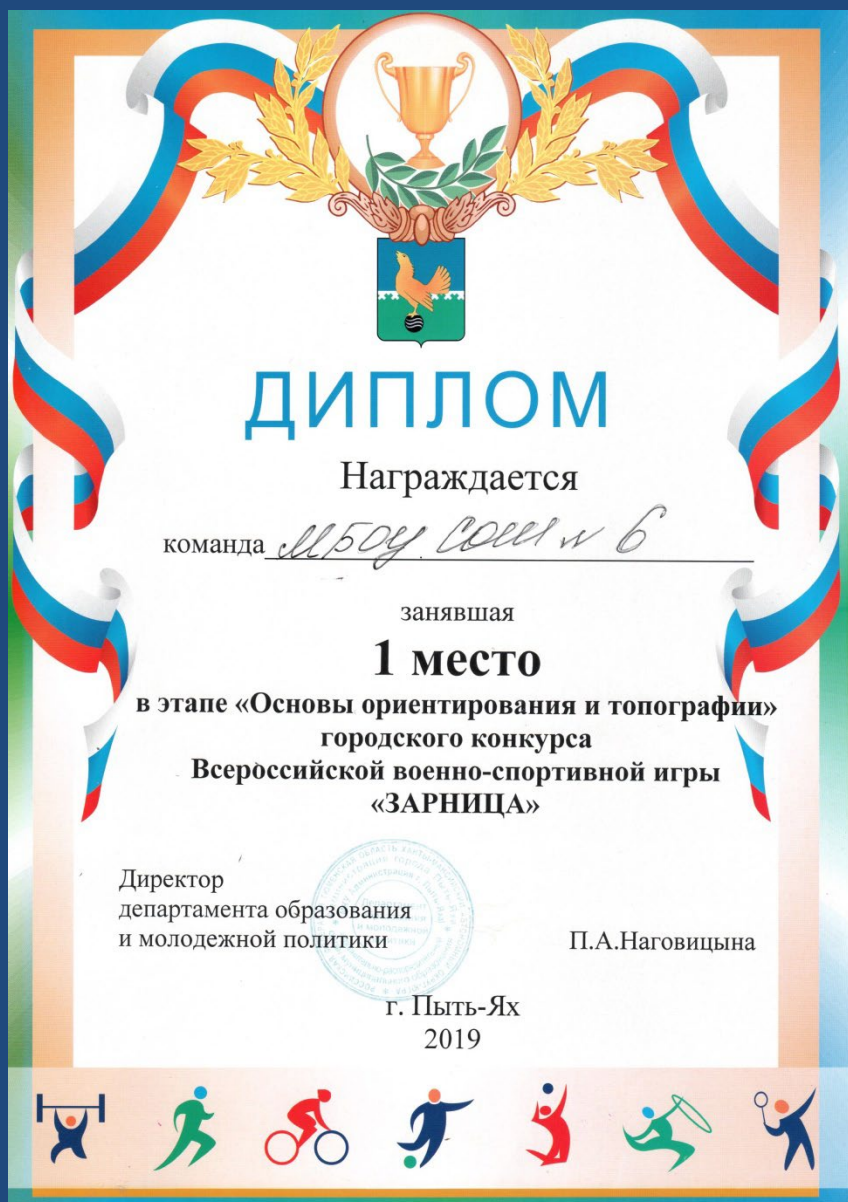 ДИПЛОМ
Награждается
команда МБОУ СОШ № 6
занявшая
1 место
в этапе «Основы ориентирования и топографии»
городского конкурса
Всероссийской военно-спортивной игры
«ЗАРНИЦА»
Директор
департамента образования
и молодежной политики
П.А.Наговицына
г. Пыть-Ях
2019